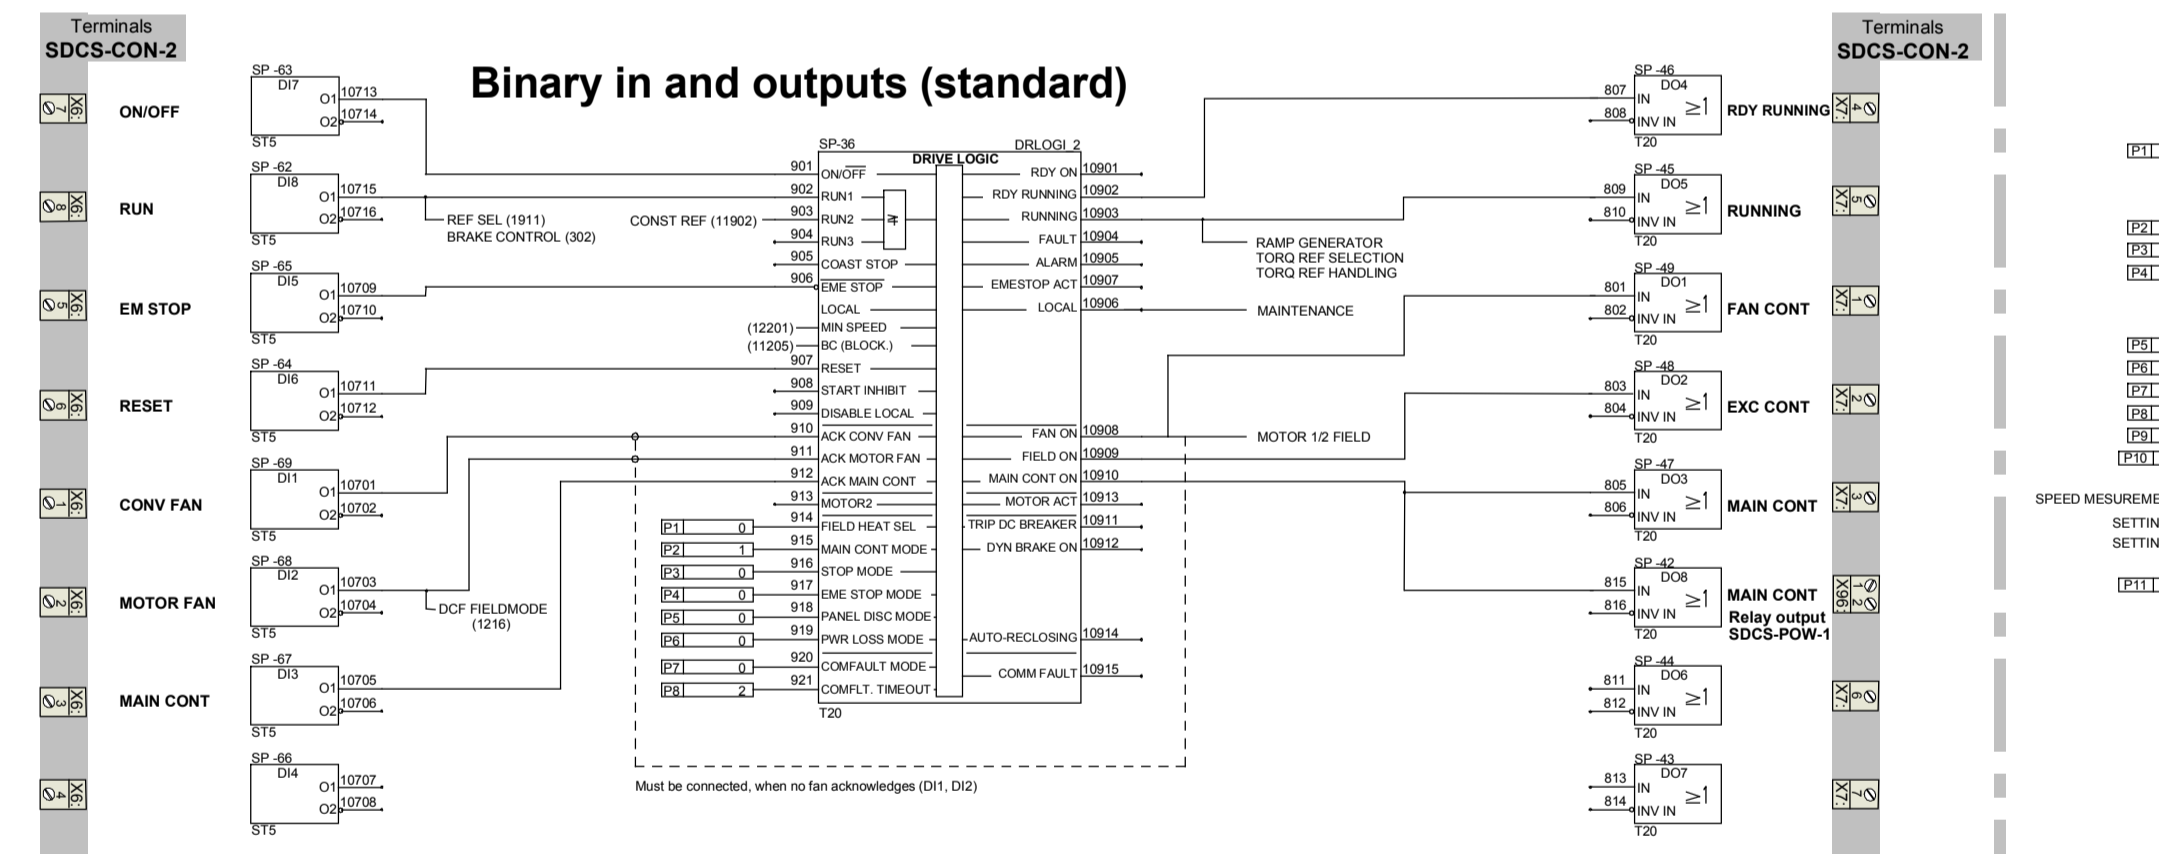 Terminals
SDCS-CON-2
Binary in and outputs (standard)
X6: 7
ON/OFF
SP -63
DI7
O1 10713
O2 10714
ST5
X6: 8
RUN
SP -62
DI8
O1 10715
O2 10716
ST5
REF SEL (1911)
BRAKE CONTROL (302)
X6: 5
EM STOP
SP -65
DI5
O1 10709
O2 10710
ST5
X6: 6
RESET
SP -64
DI6
O1 10711
O2 10712
ST5
X6: 1
CONV FAN
SP -69
DI1
O1 10701
O2 10702
ST5
X6: 2
MOTOR FAN
SP -68
DI2
O1 10703
O2 10704
ST5
DCF FIELDMODE
(1216)
X6: 3
MAIN CONT
SP -67
DI3
O1 10705
O2 10706
ST5
X6: 4
SP -66
DI4
O1 10707
O2 10708
ST5
SP-36
DRLOGI_2
DRIVE LOGIC
901 ON/OFF
902 RUN1
CONST REF (11902) 903 RUN2
≥1
904 RUN3
905 COAST STOP
906 EME STOP
LOCAL
(12201) MIN SPEED
(11205) BC (BLOCK.)
907 RESET
908 START INHIBIT
909 DISABLE LOCAL
910 ACK CONV FAN
911 ACK MOTOR FAN
912 ACK MAIN CONT
913 MOTOR2
P1 0 914 FIELD HEAT SEL
P2 1 915 MAIN CONT MODE
P3 0 916 STOP MODE
P4 0 917 EME STOP MODE
P5 0 918 PANEL DISC MODE
P6 0 919 PWR LOSS MODE
P7 0 920 COMFAULT MODE
P8 2 921 COMFLT. TIMEOUT
T20
RDY ON 10901
RDY RUNNING 10902
RUNNING 10903
FAULT 10904
ALARM 10905
EMESTOP ACT 10907
LOCAL 10906
FAN ON 10908
FIELD ON 10909
MAIN CONT ON 10910
MOTOR ACT 10913
TRIP DC BREAKER 10911
DYN BRAKE ON 10912
AUTO-RECLOSING 10914
COMM FAULT 10915
RAMP GENERATOR
TORQ REF SELECTION
TORQ REF HANDLING
MAINTENANCE
MOTOR 1/2 FIELD
Must be connected, when no fan acknowledges (DI1, DI2)
Terminals
SDCS-CON-2
SP -46
DO4
807 IN
808 INV IN
≥1
T20
RDY RUNNING
X7: 4
SP -45
DO5
809 IN
810 INV IN
≥1
T20
RUNNING
X7: 5
SP -49
DO1
801 IN
802 INV IN
≥1
T20
FAN CONT
X7: 1
SP -48
DO2
803 IN
804 INV IN
≥1
T20
EXC CONT
X7: 2
SP -47
DO3
805 IN
806 INV IN
≥1
T20
MAIN CONT
X7: 3
SP -42
DO8
815 IN
816 INV IN
≥1
T20
MAIN CONT
Relay output
SDCS-POW-1
X96: 1 2
SP -44
DO6
811 IN
812 INV IN
≥1
T20
X7: 6
SP -43
DO7
813 IN
814 INV IN
≥1
T20
X7: 7
P1
P2
P3
P4
P5
P6
P7
P8
P9
P10
SPEED MESUREME
SETTIN
SETTIN
P11